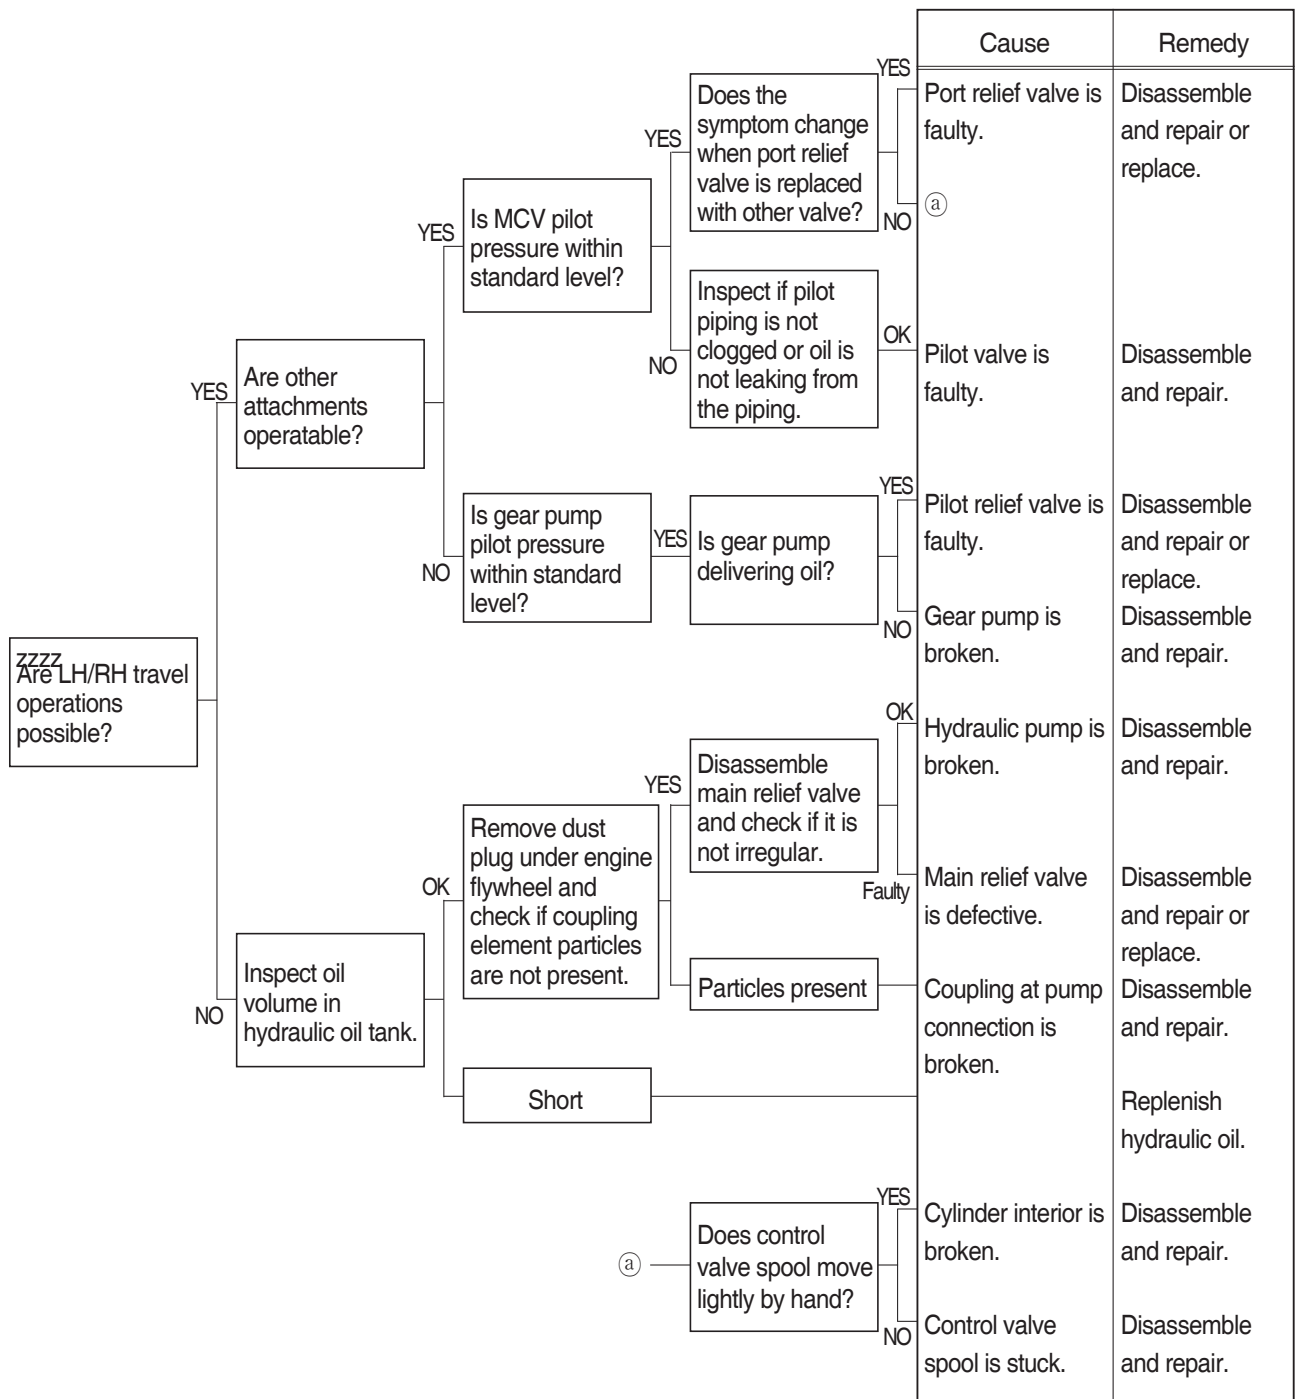 Cause
Remedy
YES
Does the
symptom change
when port relief
valve is replaced
with other valve?
YES
NO
Port relief valve is
faulty.
Disassemble
and repair or
replace.
ⓐ
YES
Is MCV pilot
pressure within
standard level?
NO
Inspect if pilot
piping is not
clogged or oil is
not leaking from
the piping.
OK
Pilot valve is
faulty.
Disassemble
and repair.
YES
Are other
attachments
operatable?
NO
Is gear pump
pilot pressure
within standard
level?
YES
Is gear pump
delivering oil?
YES
Pilot relief valve is
faulty.
Disassemble
and repair or
replace.
NO
Gear pump is
broken.
Disassemble
and repair.
zzzz
Are LH/RH travel
operations
possible?
NO
Inspect oil
volume in
hydraulic oil tank.
OK
Remove dust
plug under engine
flywheel and
check if coupling
element particles
are not present.
YES
Disassemble
main relief valve
and check if it is
not irregular.
OK
Hydraulic pump is
broken.
Disassemble
and repair.
Faulty
Main relief valve
is defective.
Disassemble
and repair or
replace.
Particles present
Coupling at pump
connection is
broken.
Disassemble
and repair.
Short
Replenish
hydraulic oil.
ⓐ
Does control
valve spool move
lightly by hand?
YES
Cylinder interior is
broken.
Disassemble
and repair.
NO
Control valve
spool is stuck.
Disassemble
and repair.